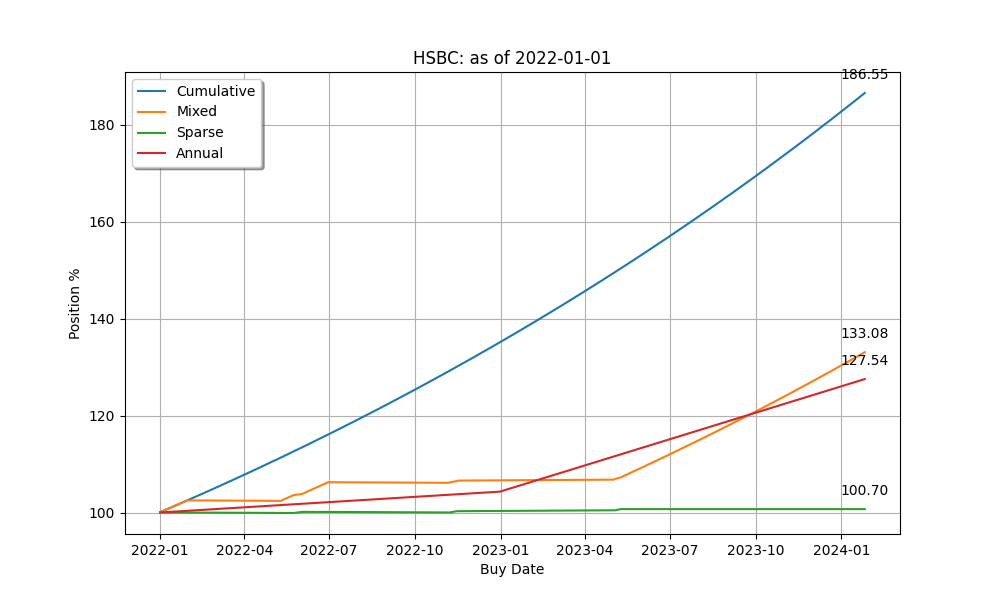 HSBC: as of 2022-01-01
186.55
Cumulative
Mixed
Sparse
Annual
180
160
140
120
100
Position %
133.08
127.54
100.70
2022-01
2022-04
2022-07
2022-10
2023-01
2023-04
2023-07
2023-10
2024-01
Buy Date